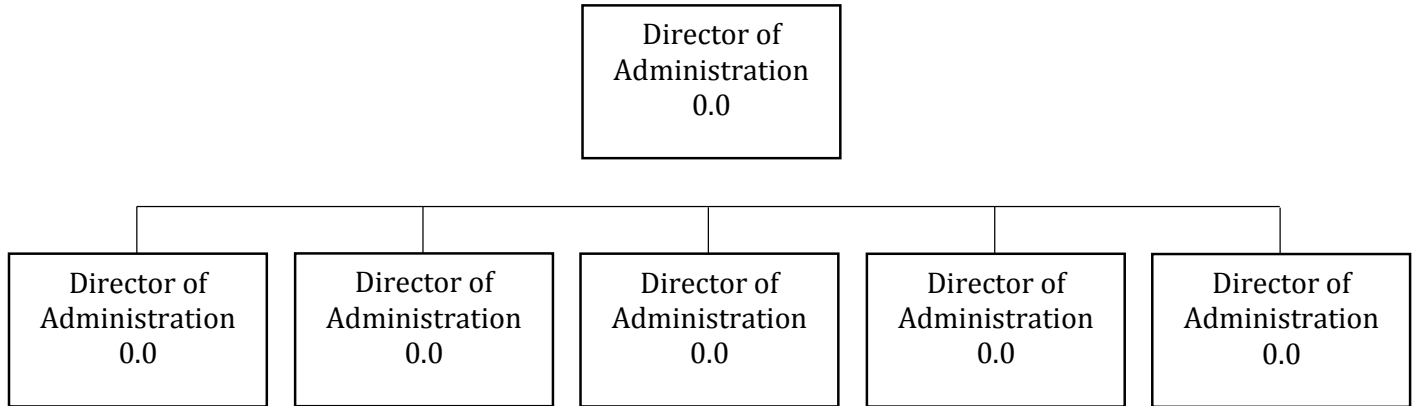 Director of
Administration
0.0
Director of
Administration
0.0
Director of
Administration
0.0
Director of
Administration
0.0
Director of
Administration
0.0
Director of
Administration
0.0